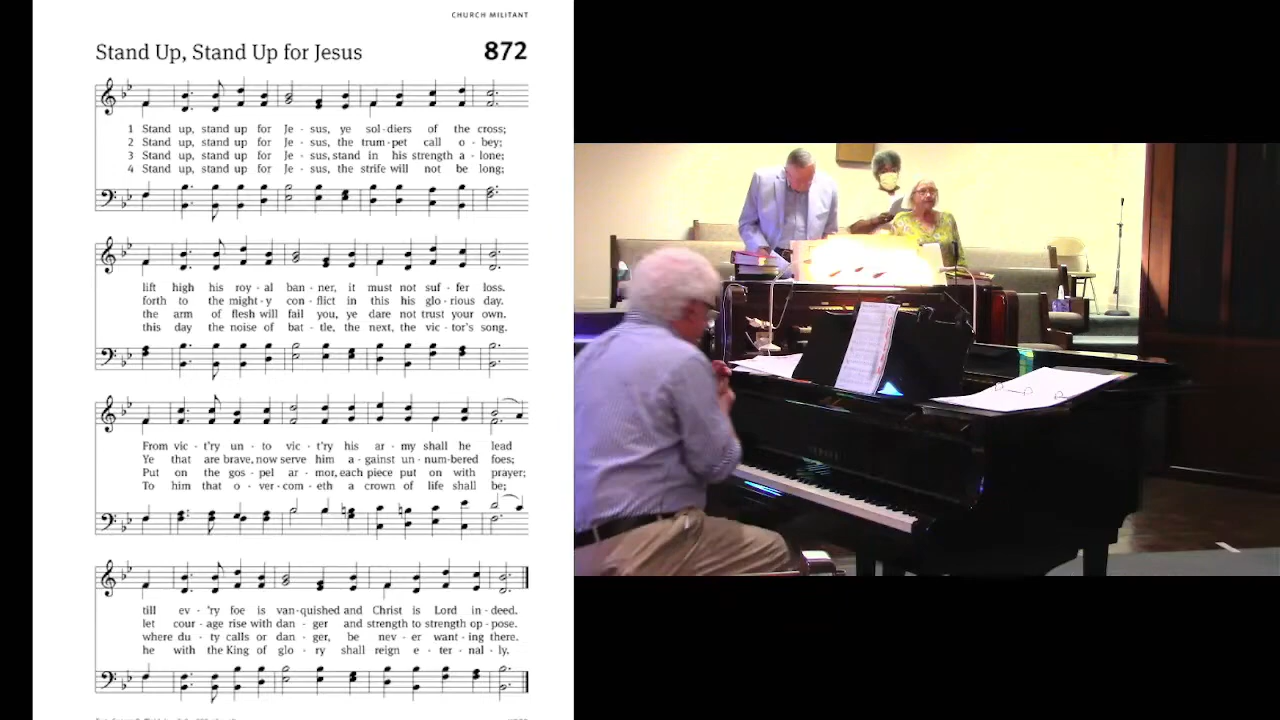 CHURCH MILITANT
Stand Up, Stand Up for Jesus 872
1 Stand up, stand up for Je - sus, ye sol - diers of the cross;
2 Stand up, stand up for Je - sus, the trum - pet call o - bey;
3 Stand up, stand up for Je - sus, stand in his strength a - lone;
4 Stand up, stand up for Je - sus, the strife will not be long;
lift high his roy - al ban - ner, it must not suf - fer loss.
forth to the might - y con - flict in this his glo - rious day.
the arm of flesh will fail you, ye dare not trust your own.
this day the noise of bat - tle, the next, the vic - tor's song.
From vic - t'ry un - to vic - t'ry his ar - my shall he lead
Ye that are brave, now serve him a - gainst un - num - bered foes;
Put on the gos - pel ar - mor, each piece put on with prayer;
To him that o - ver - com - eth a crown of life shall be;
till ev - 'ry foe is van - quished and Christ is Lord in - deed.
let cour - age rise with dan - ger and strength to strength op - pose.
where du - ty calls or dan - ger, be nev - er want - ing there.
he with the King of glo - ry shall reign e - ter - nal - ly.